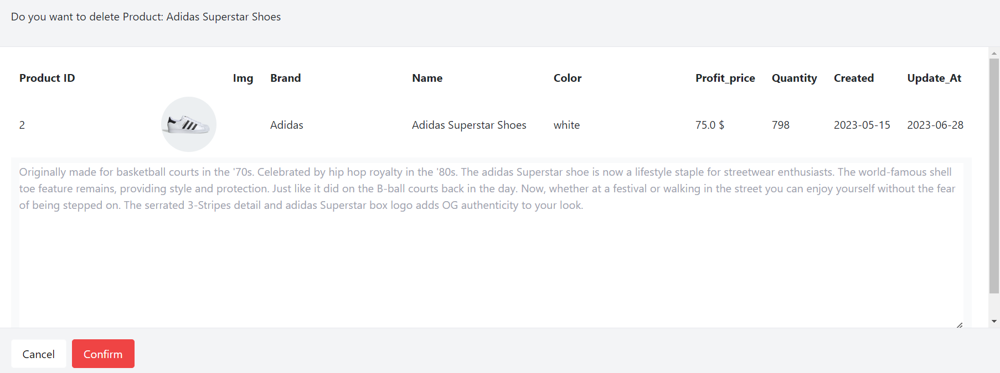 Do you want to delete Product: Adidas Superstar Shoes
Product ID Img Brand Name Color Profit_price Quantity Created Update_At
2 Adidas Adidas Superstar Shoes white 75.0 $ 798 2023-05-15 2023-06-28
Originally made for basketball courts in the '70s. Celebrated by hip hop royalty in the '80s. The adidas Superstar shoe is now a lifestyle staple for streetwear enthusiasts. The world-famous shell
toe feature remains, providing style and protection. Just like it did on the B-ball courts back in the day. Now, whether at a festival or walking in the street you can enjoy yourself without the fear
of being stepped on. The serrated 3-Stripes detail and adidas Superstar box logo adds OG authenticity to your look.
Cancel Confirm